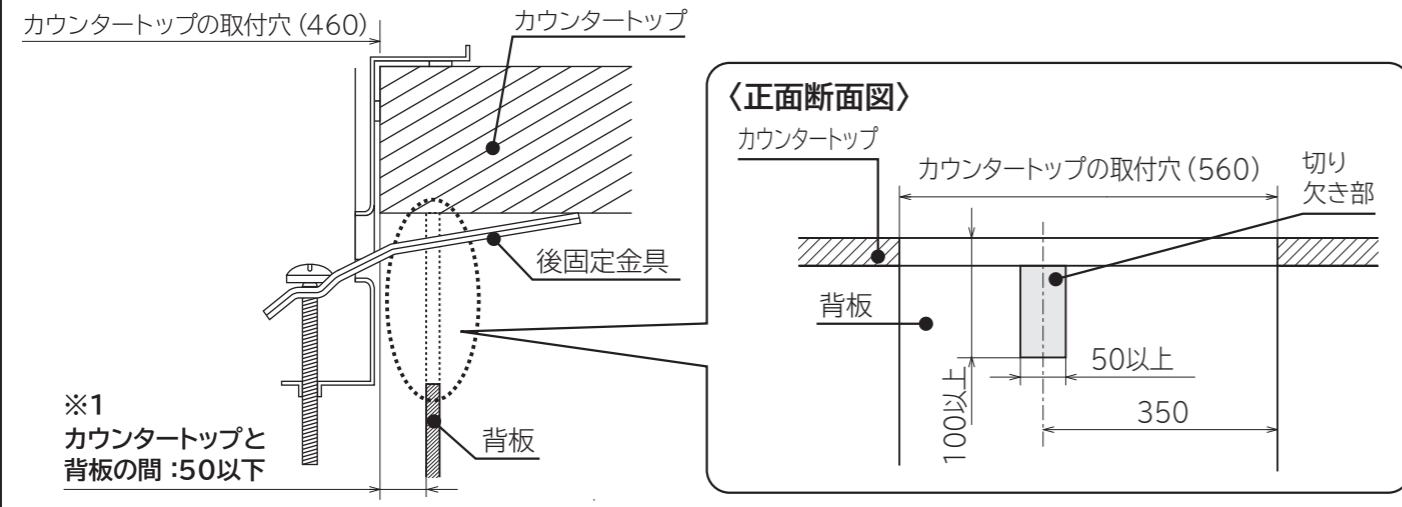 カウンタートップの取付穴(460)
カウンタートップ
後固定金具
※1
カウンタートップと
背板の間:50以下
背板
〈正面断面図〉
カウンタートップ
カウンタートップの取付穴(560)
切り
欠き部
背板
100以上
50以上
350